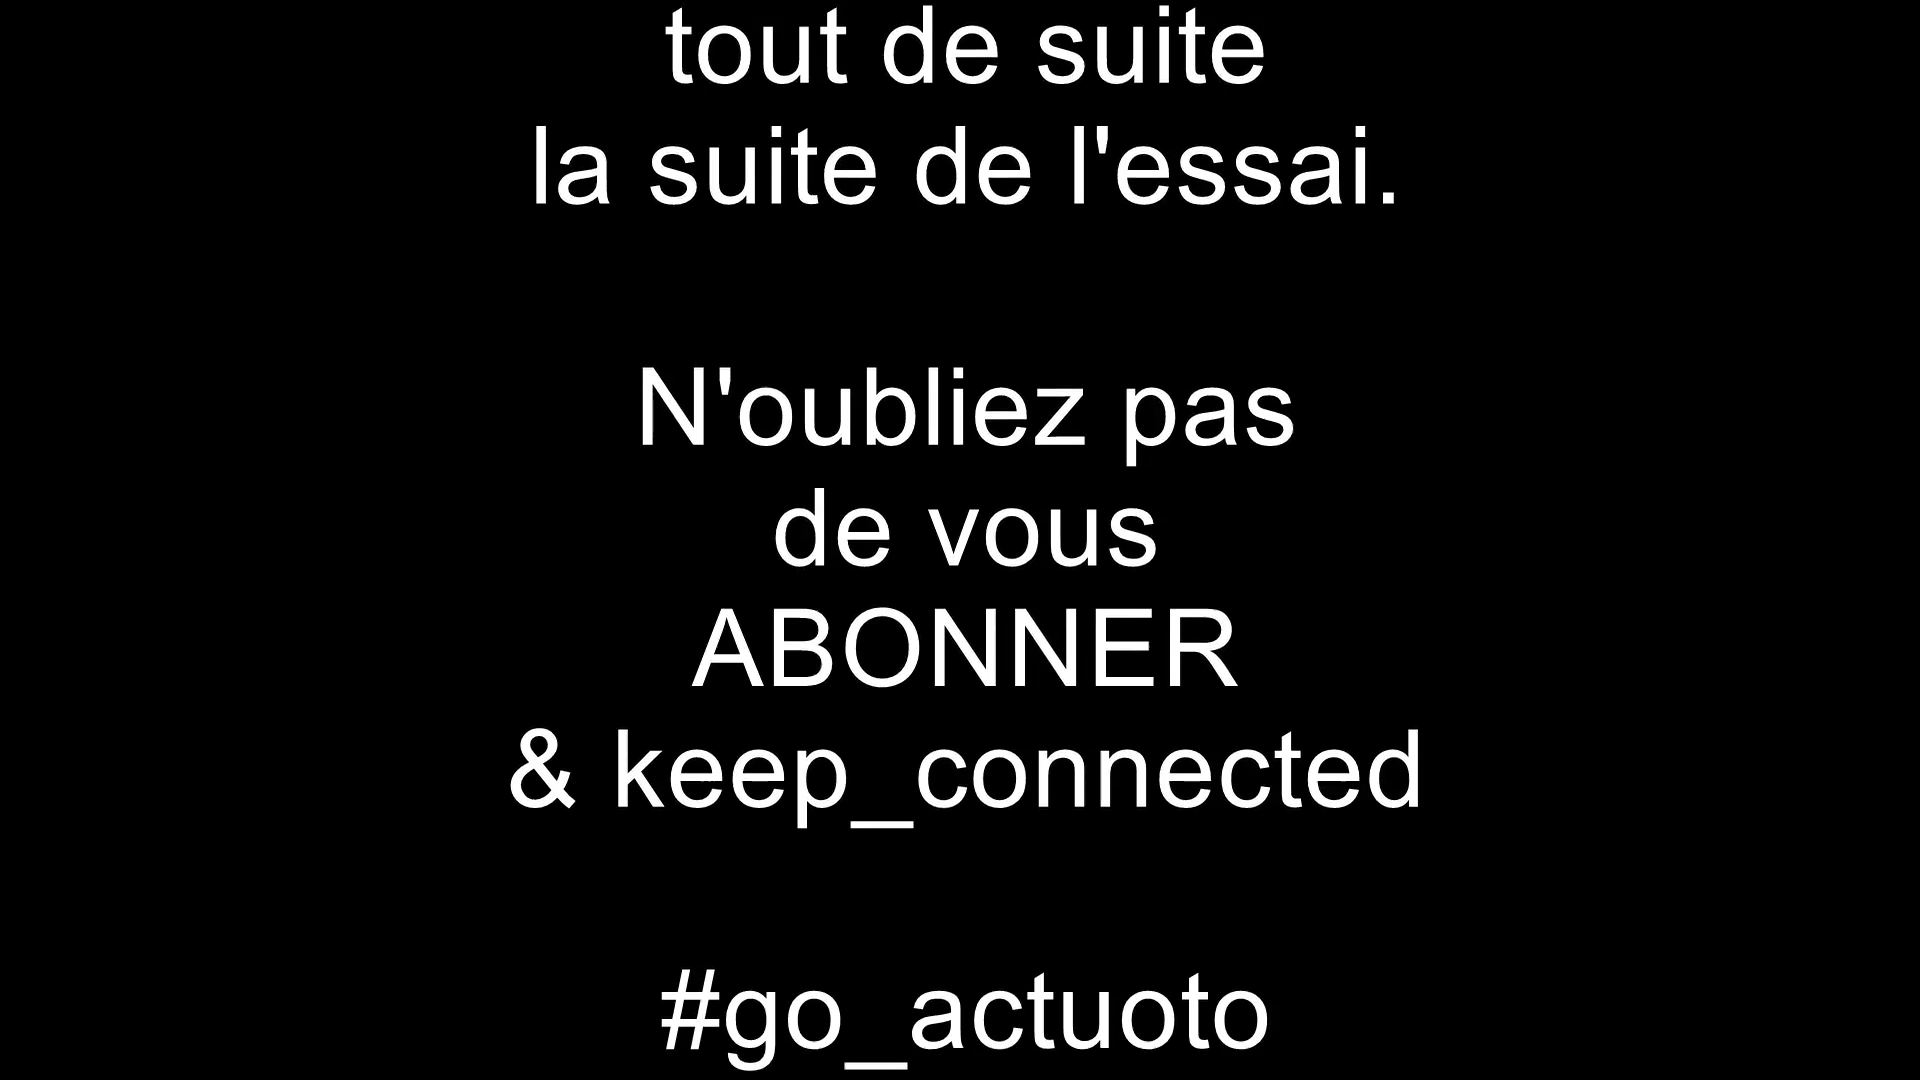 tout de suite
la suite de l'essai.
N'oubliez pas
de vous
ABONNER
& keep_connected
#go_actuoto